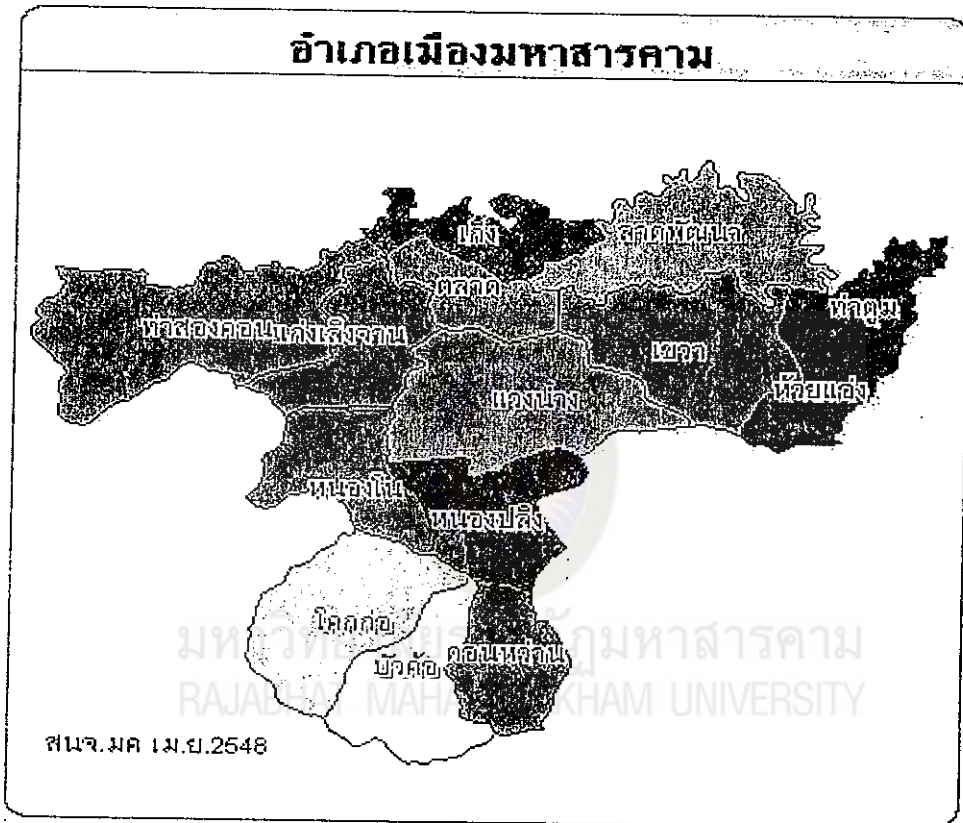 อำเภอเมืองมหาสารคาม
เกิ้ง
ลาดพัฒนา
ตลาด
ท่าตูม
ท่าสองคอน
แก่งเลิงจาน
เขวา
แวงน่าง
ห้วยแอ่ง
หนองโน
หนองปลิง
โคกก่อ
บัวค้อ
ดอนหว่าน
มหาวิทยาลัยราชภัฏมหาสารคาม
RAJABHAT MAHASARAKHAM UNIVERSITY
สนจ.มค เม.ย.2548